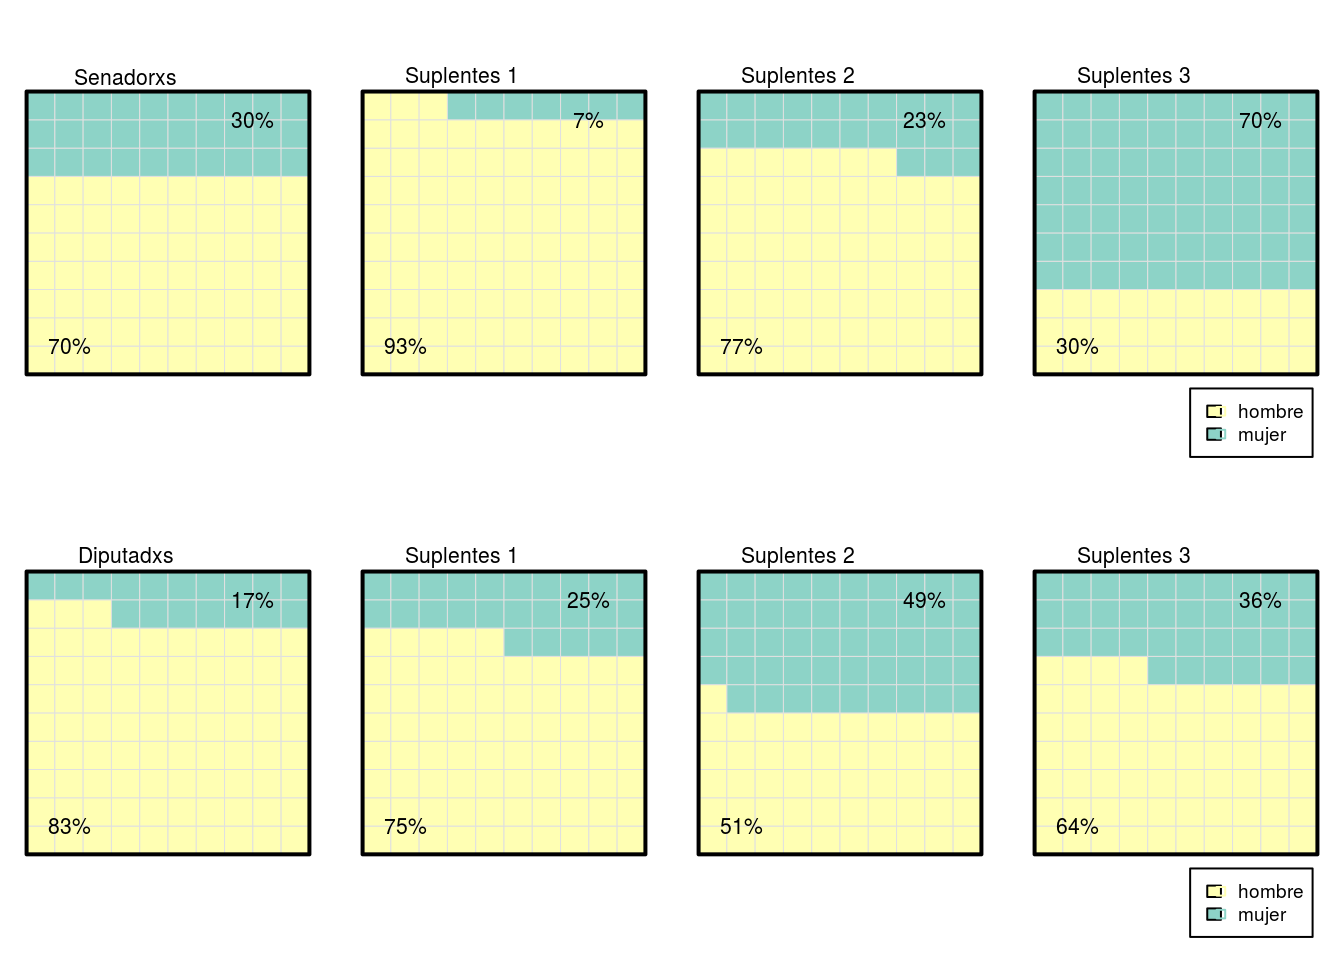 Senadorxs
30%
70%
Suplentes 1
7%
93%
Suplentes 2
23%
77%
Suplentes 3
70%
30%
hombre
mujer
Diputadxs
17%
83%
Suplentes 1
25%
75%
Suplentes 2
49%
51%
Suplentes 3
36%
64%
hombre
mujer